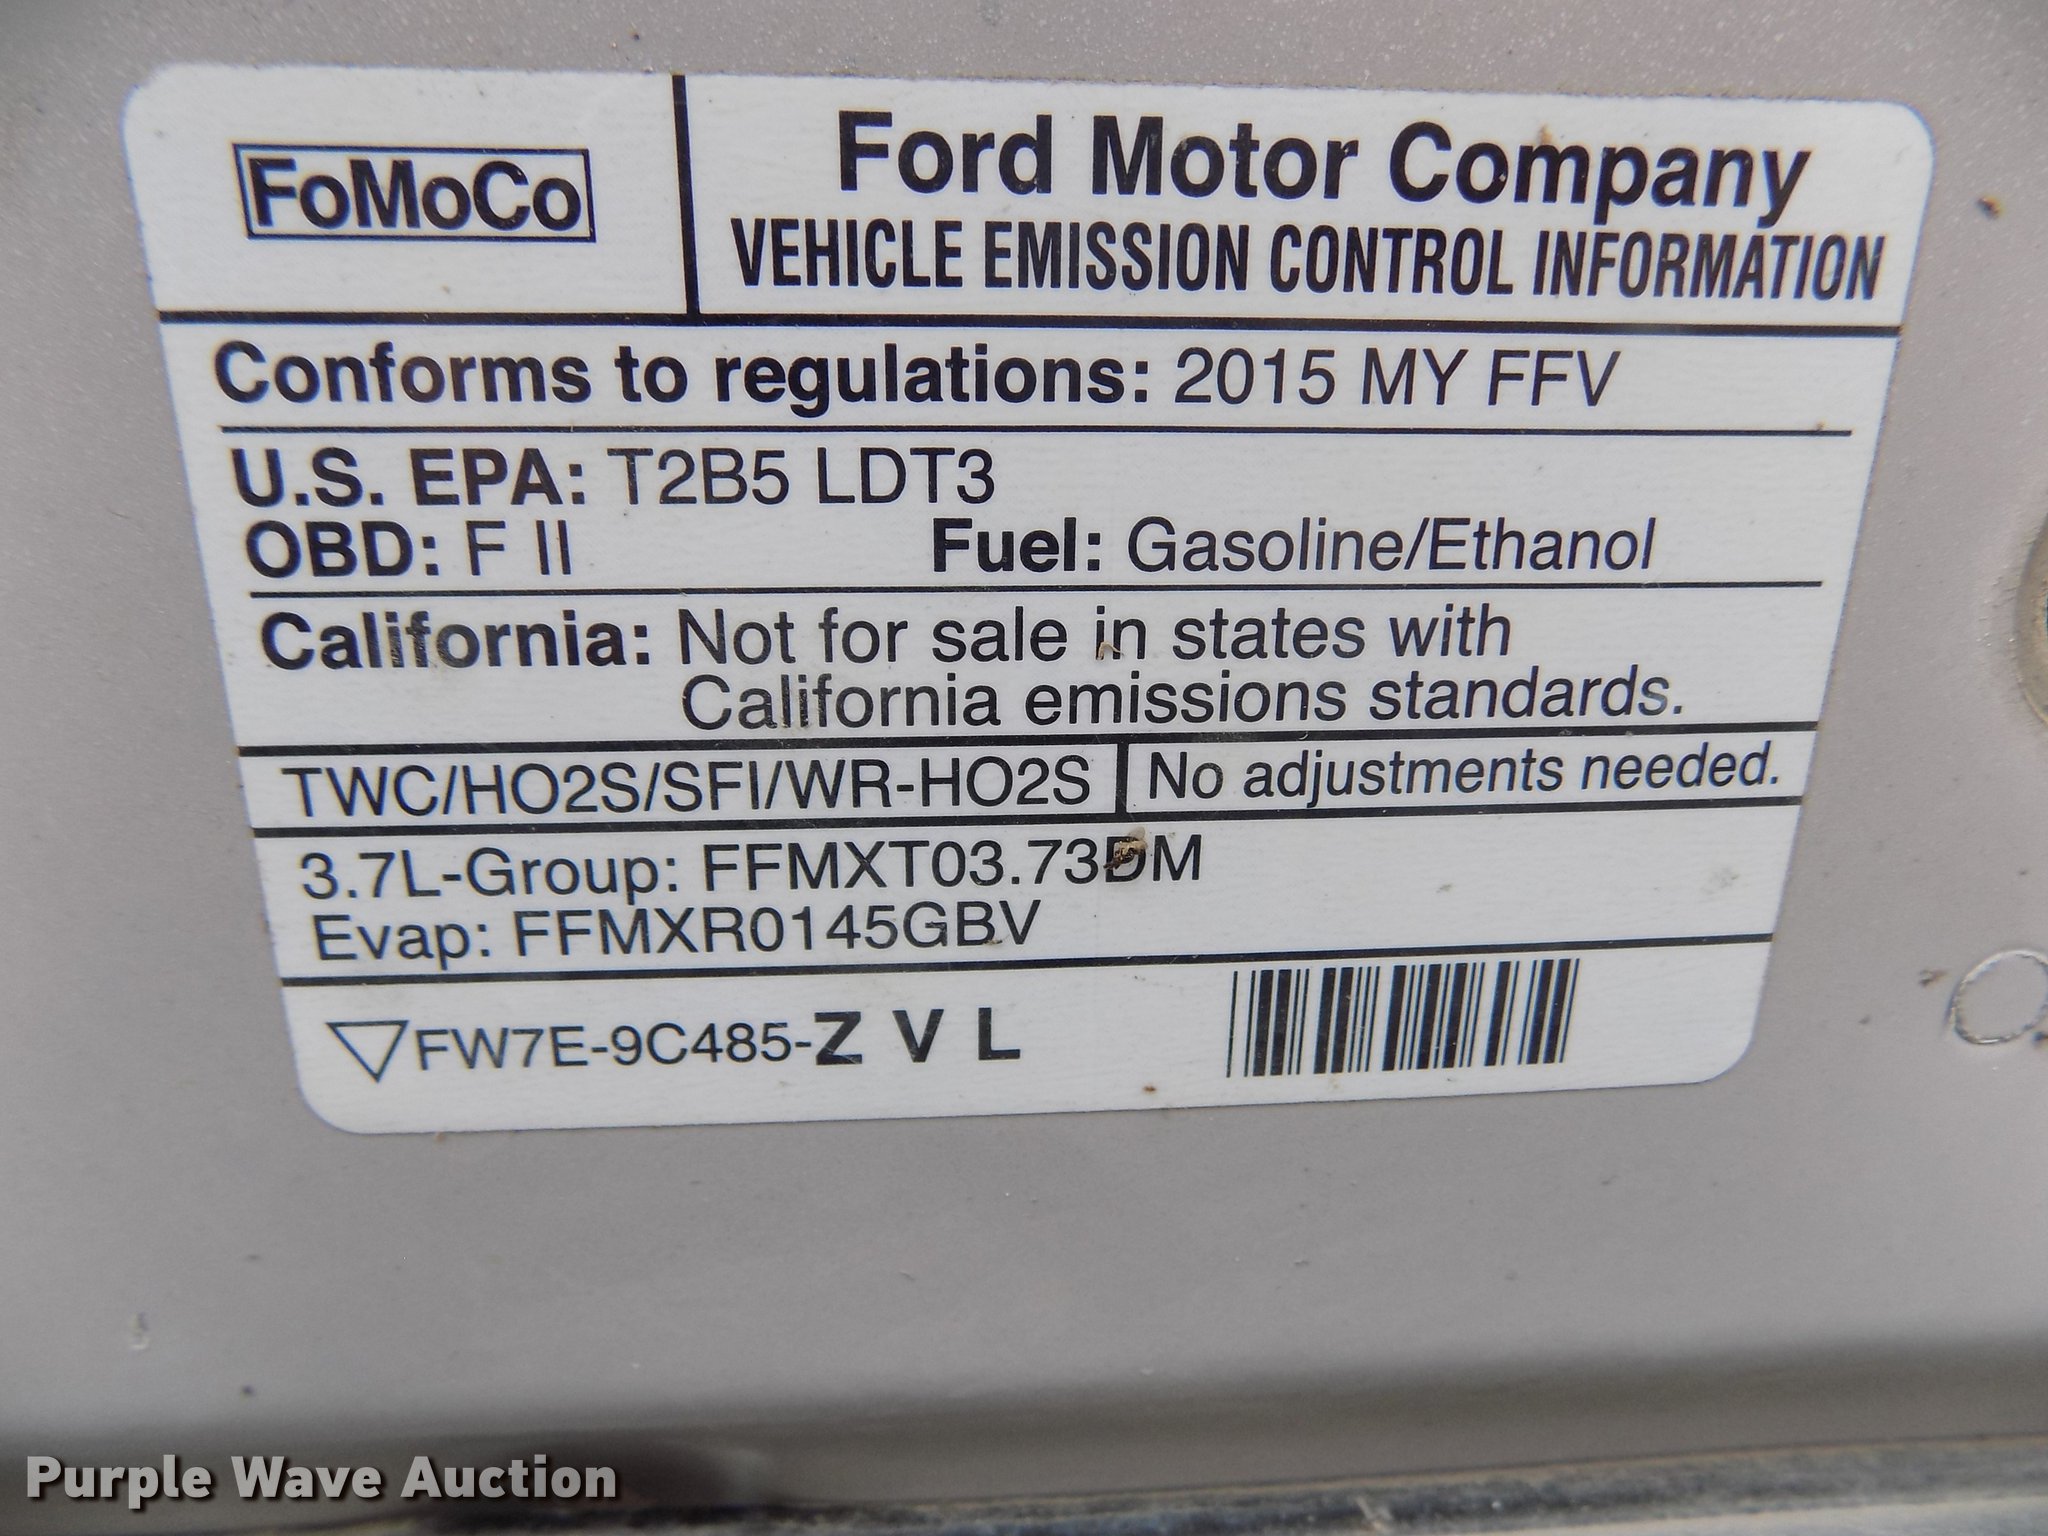 FoMoCo
Ford Motor Company
VEHICLE EMISSION CONTROL INFORMATION
Conforms to regulations: 2015 MY FFV
U.S. EPA: T2B5 LDT3
OBD: F II Fuel: Gasoline/Ethanol
California: Not for sale in states with
California emissions standards.
TWC/HO2S/SFI/WR-HO2S No adjustments needed.
3.7L-Group: FFMXT03.73DM
Evap: FFMXR0145GBV
FW7E-9C485-Z V L
Purple Wave Auction